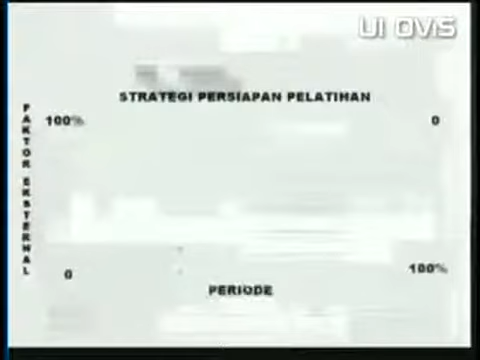 UI OVIS
STRATEGI PERSIAPAN PELATIHAN
100%
0
FAKTOR EKSTERNAL
0
100%
PERIODE